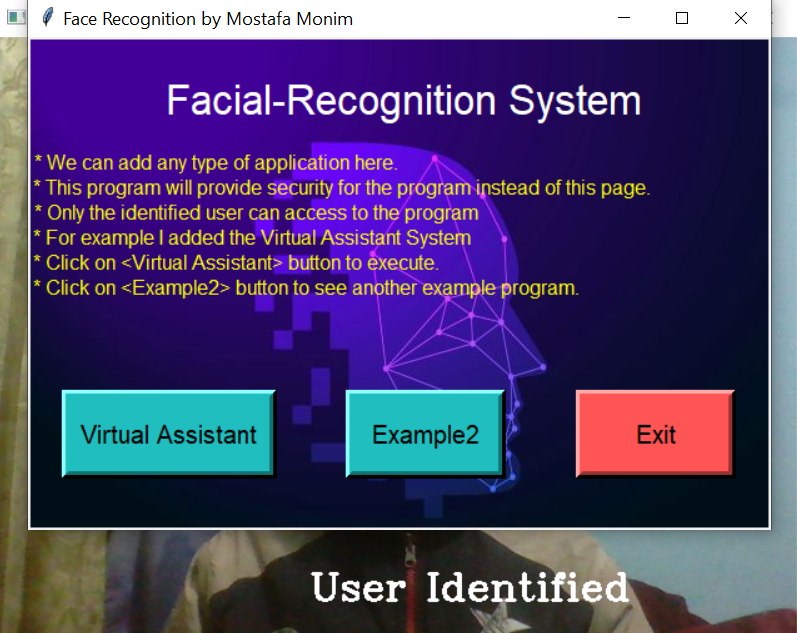 Face Recognition by Mostafa Monim
Facial-Recognition System
* We can add any type of application here.
* This program will provide security for the program instead of this page.
* Only the identified user can access to the program
* For example I added the Virtual Assistant System
* Click on <Virtual Assistant> button to execute.
* Click on <Example2> button to see another example program.
Virtual Assistant
Example2
Exit
User Identified